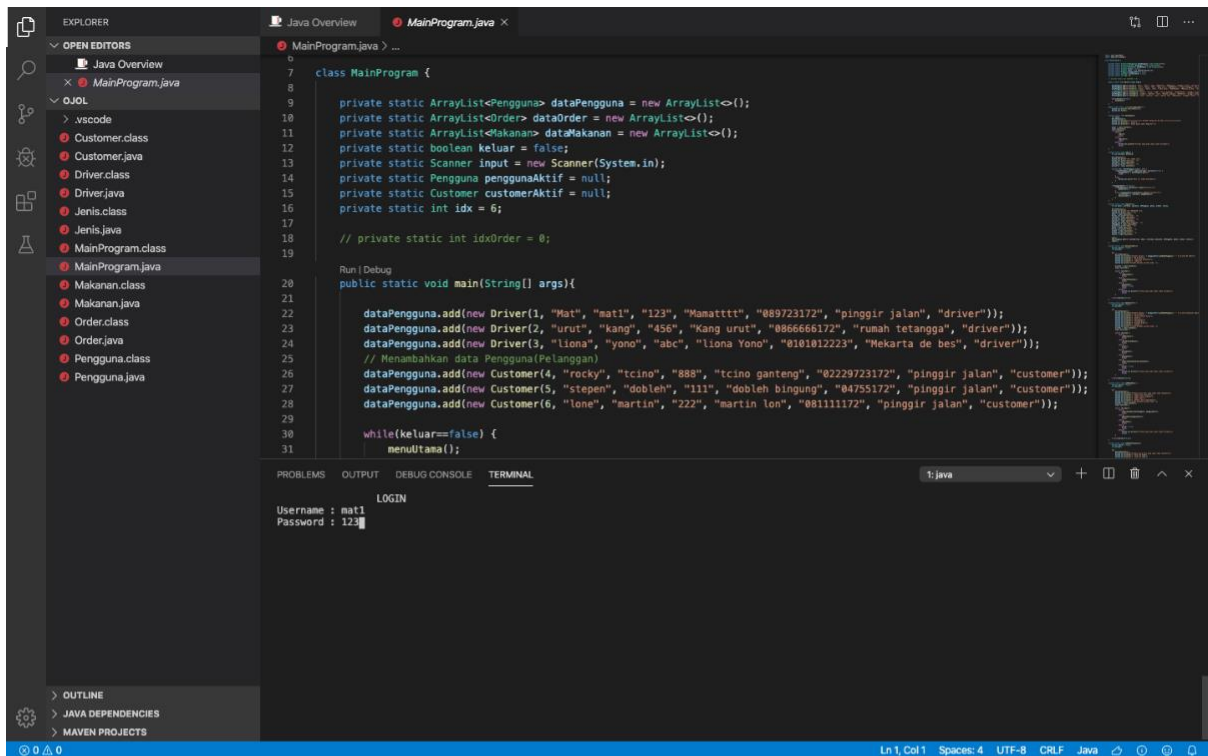 EXPLORER
OPEN EDITORS
Java Overview
MainProgram.java
OJOL
.vscode
Customer.class
Customer.java
Driver.class
Driver.java
Jenis.class
Jenis.java
MainProgram.class
MainProgram.java
Makanan.class
Makanan.java
Order.class
Order.java
Pengguna.class
Pengguna.java
OUTLINE
JAVA DEPENDENCIES
MAVEN PROJECTS
Java Overview MainProgram.java
MainProgram.java > ...
6
7 class MainProgram {
8
9 private static ArrayList<Pengguna> dataPengguna = new ArrayList<>();
10 private static ArrayList<Order> dataOrder = new ArrayList<>();
11 private static ArrayList<Makanan> dataMakanan = new ArrayList<>();
12 private static boolean keluar = false;
13 private static Scanner input = new Scanner(System.in);
14 private static Pengguna penggunaAktif = null;
15 private static Customer customerAktif = null;
16 private static int idx = 6;
17
18 // private static int idxOrder = 0;
19
Run | Debug
20 public static void main(String[] args){
21
22 dataPengguna.add(new Driver(1, "Mat", "mat1", "123", "Mamatttt", "089723172", "pinggir jalan", "driver"));
23 dataPengguna.add(new Driver(2, "urut", "kang", "456", "Kang urut", "0866666172", "rumah tetangga", "driver"));
24 dataPengguna.add(new Driver(3, "liona", "yono", "abc", "liona Yono", "0101012223", "Mekarta de bes", "driver"));
25 // Menambahkan data Pengguna(Pelanggan)
26 dataPengguna.add(new Customer(4, "rocky", "tcino", "888", "tcino ganteng", "02229723172", "pinggir jalan", "customer"));
27 dataPengguna.add(new Customer(5, "stepen", "dobleh", "111", "dobleh bingung", "04755172", "pinggir jalan", "customer"));
28 dataPengguna.add(new Customer(6, "lone", "martin", "222", "martin lon", "081111172", "pinggir jalan", "customer"));
29
30 while(keluar==false) {
31 menuUtama();
PROBLEMS OUTPUT DEBUG CONSOLE TERMINAL 1: java
LOGIN
Username : mat1
Password : 123
0 0 Ln 1, Col 1 Spaces: 4 UTF-8 CRLF Java